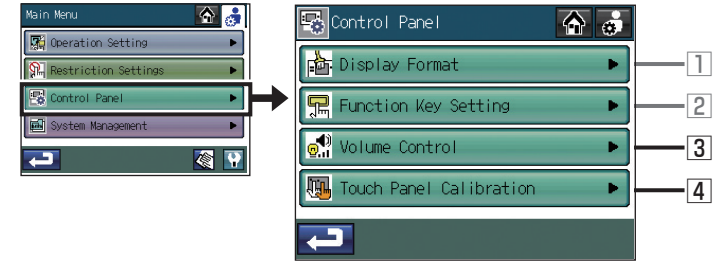 Main Menu
Operation Setting
Restriction Settings
Control Panel
System Management
Control Panel
Display Format
1
Function Key Setting
2
Volume Control
3
Touch Panel Calibration
4